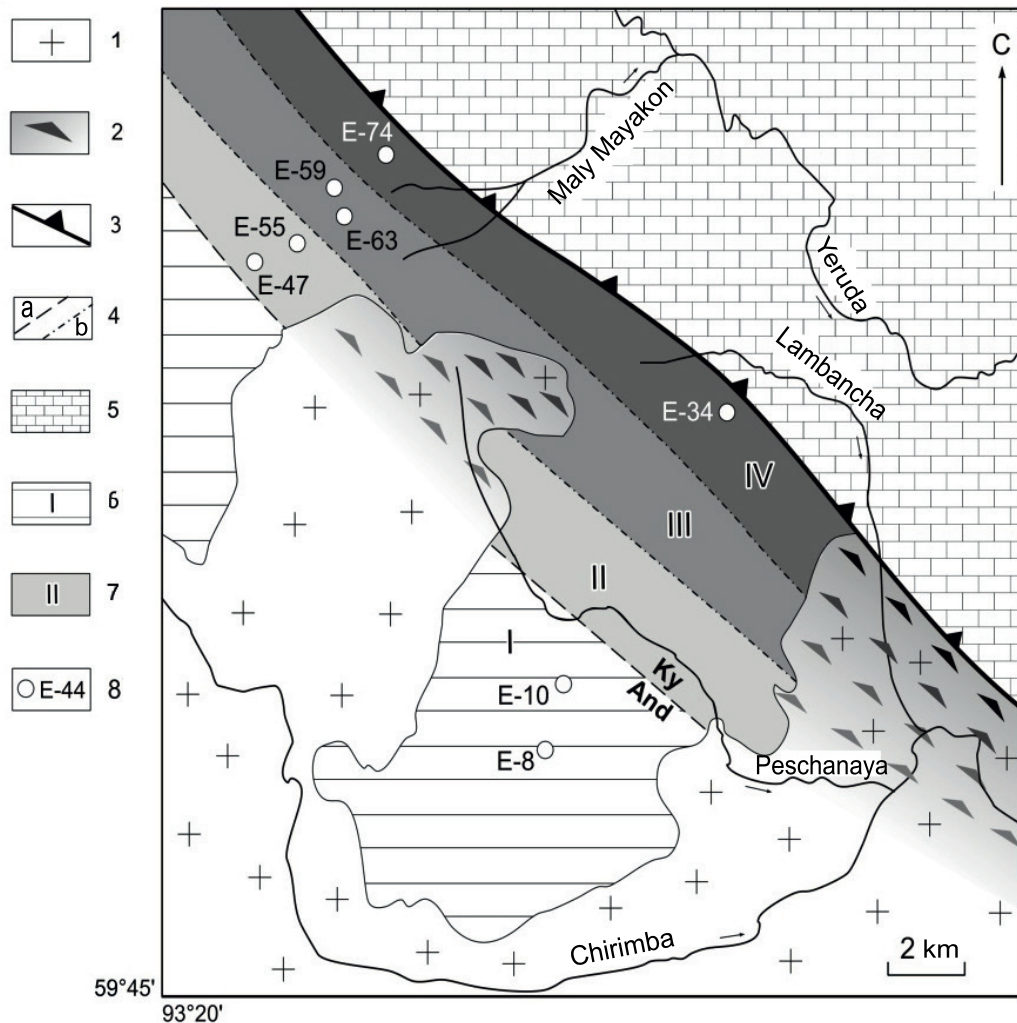 + 1
2
3
a b 4
5
I 6
II 7
E-44 8
C
Maly Mayakon
Yeruda
Lambancha
E-74
E-59
E-63
E-55
E-47
E-34
IV
III
II
I
Ky
And
E-10
E-8
Peschanaya
Chirimba
2 km
59°45'
93°20'